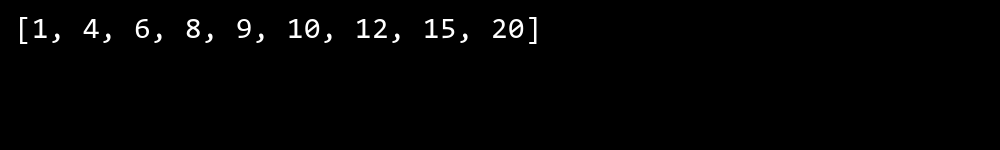 [1, 4, 6, 8, 9, 10, 12, 15, 20]